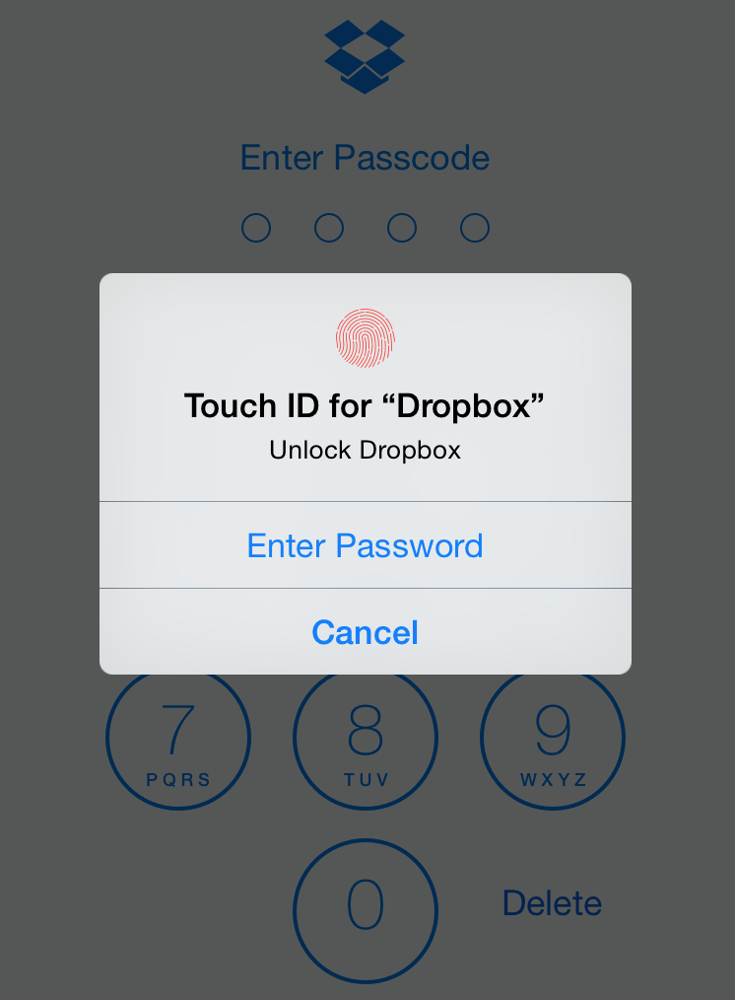 Enter Passcode
Touch ID for “Dropbox”
Unlock Dropbox
Enter Password
Cancel
7 8 9
PQRS TUV WXYZ
0 Delete